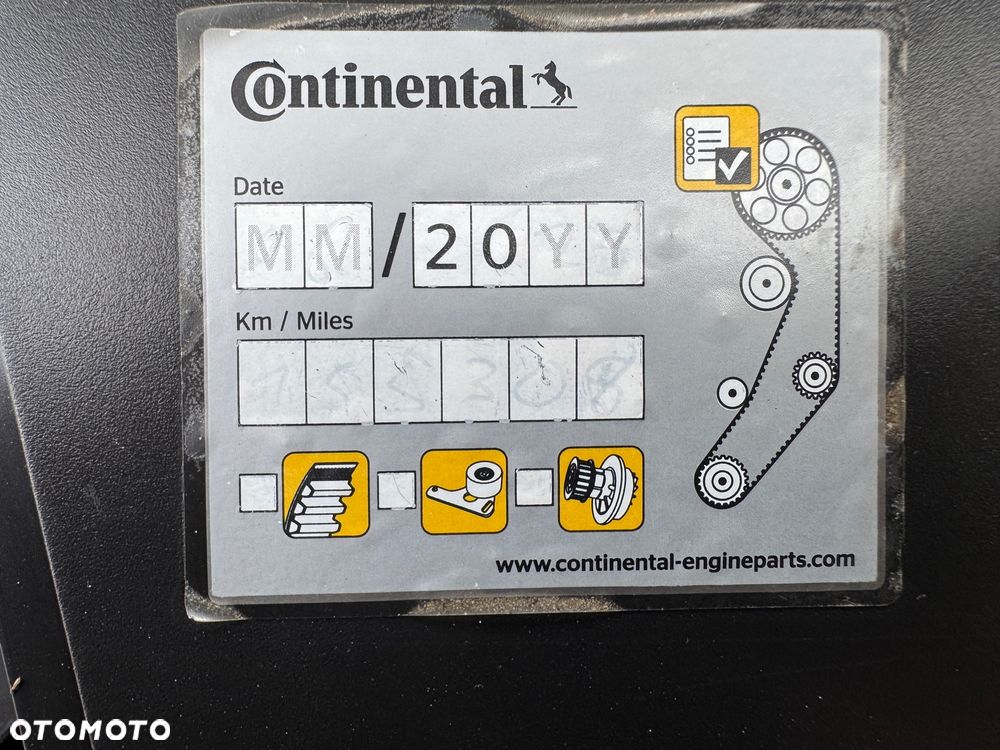 Continental
Date
MM/20YY
Km / Miles
www.continental-engineparts.com
OTOMOTO